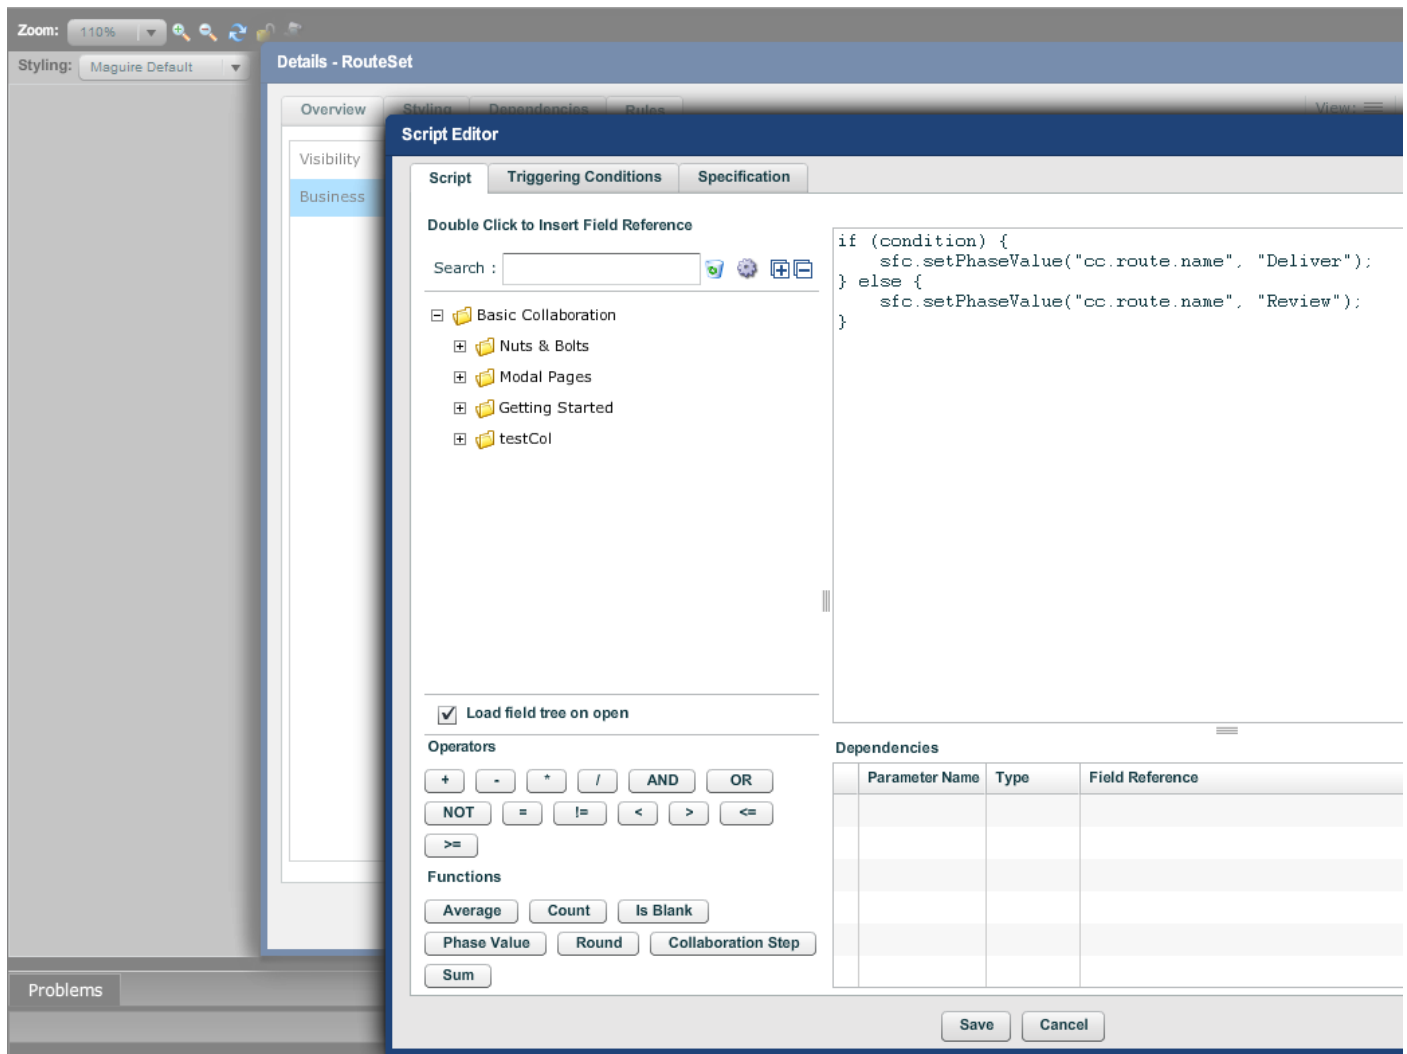 Zoom: 110%
Styling: Maguire Default
Details - RouteSet
Overview Styling Dependencies Rules View:
Script Editor
Visibility
Business
Script Triggering Conditions Specification
Double Click to Insert Field Reference
Search :
Basic Collaboration
Nuts & Bolts
Modal Pages
Getting Started
testCol
if (condition) {
sfc.setPhaseValue("cc.route.name", "Deliver");
} else {
sfc.setPhaseValue("cc.route.name", "Review");
}
Load field tree on open
Operators
+ - * / AND OR
NOT = != < > <=
>=
Functions
Average Count Is Blank
Phase Value Round Collaboration Step
Sum
Dependencies
Parameter Name Type Field Reference
Problems
Save Cancel